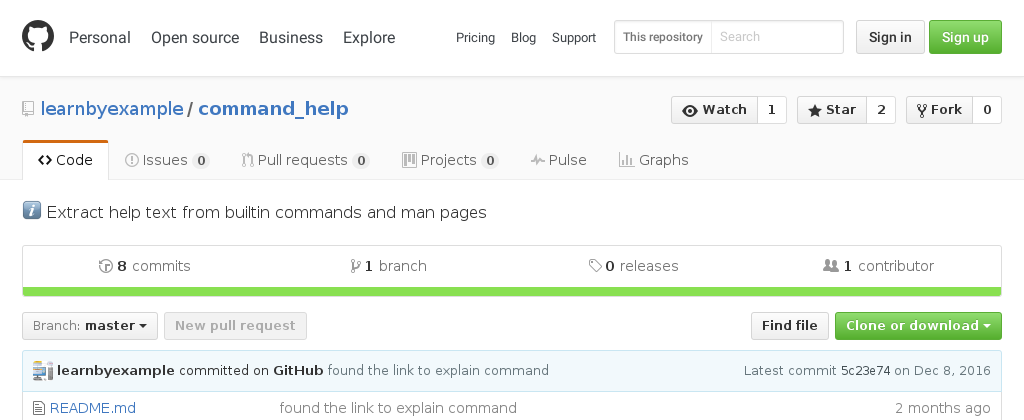 Personal Open source Business Explore Pricing Blog Support This repository Search Sign in Sign up
learnbyexample / command_help Watch 1 Star 2 Fork 0
Code Issues 0 Pull requests 0 Projects 0 Pulse Graphs
i Extract help text from builtin commands and man pages
8 commits 1 branch 0 releases 1 contributor
Branch: master New pull request Find file Clone or download
learnbyexample committed on GitHub found the link to explain command Latest commit 5c23e74 on Dec 8, 2016
README.md found the link to explain command 2 months ago